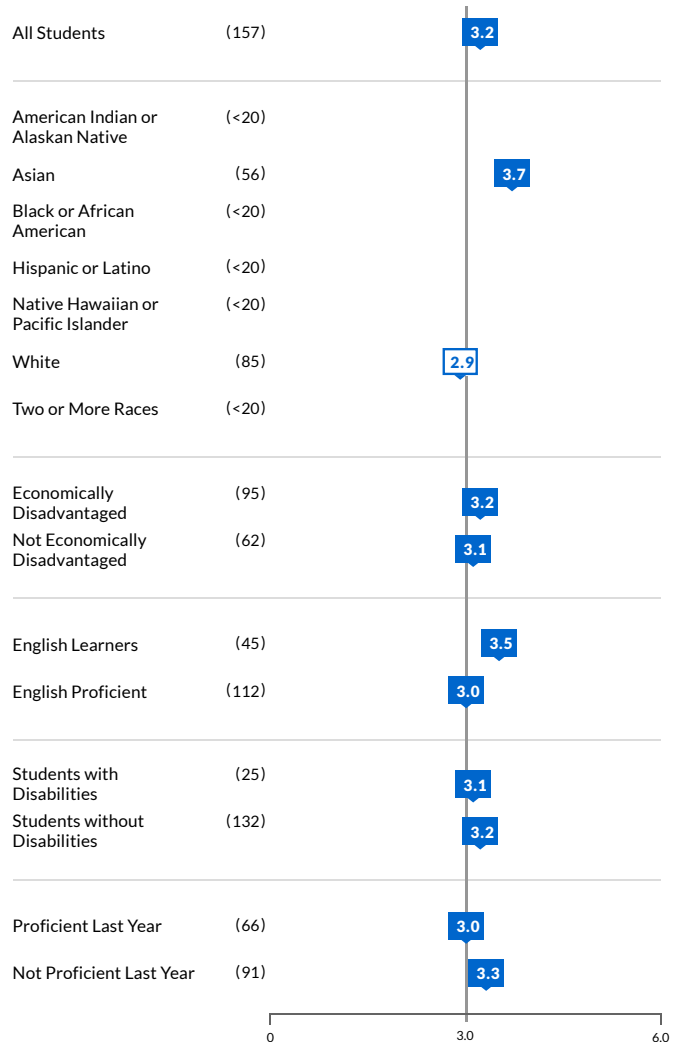 All Students (157) 3.2
American Indian or (<20)
Alaskan Native
Asian (56) 3.7
Black or African (<20)
American
Hispanic or Latino (<20)
Native Hawaiian or (<20)
Pacific Islander
White (85) 2.9
Two or More Races (<20)
Economically (95) 3.2
Disadvantaged
Not Economically (62) 3.1
Disadvantaged
English Learners (45) 3.5
English Proficient (112) 3.0
Students with (25) 3.1
Disabilities
Students without (132) 3.2
Disabilities
Proficient Last Year (66) 3.0
Not Proficient Last Year (91) 3.3
0 3.0 6.0